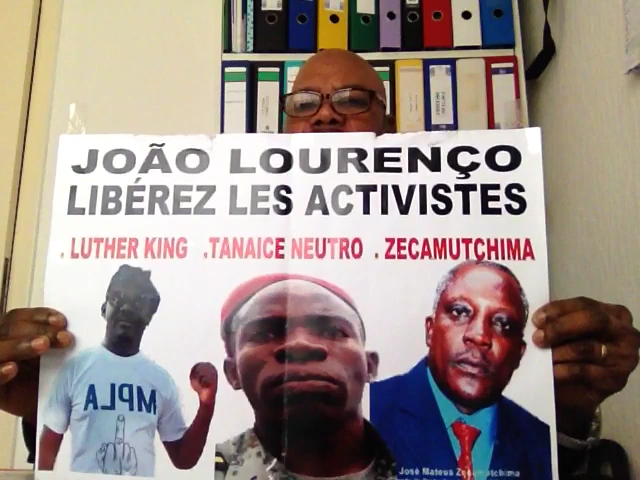 JOÃO LOURENÇO
LIBÉREZ LES ACTIVISTES
. LUTHER KING .TANAICE NEUTRO . ZECAMUTCHIMA
MPLA
José Mateus Zecamutchima